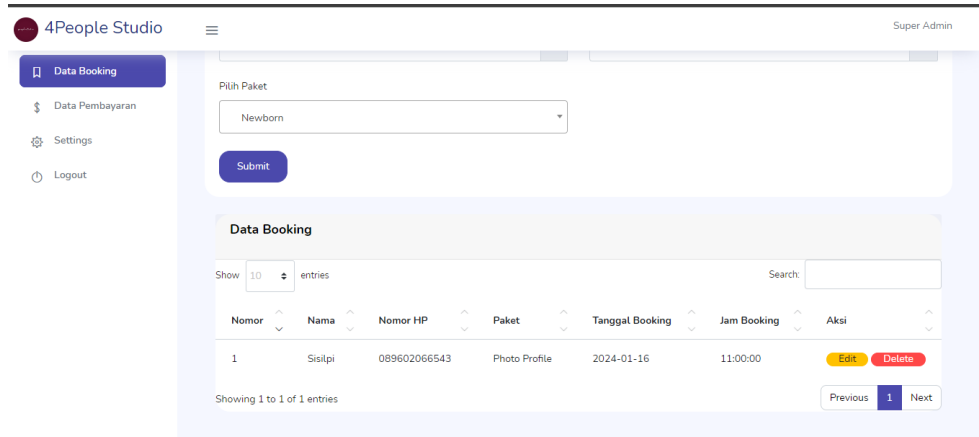 4People Studio
Super Admin
Data Booking
Data Pembayaran
Settings
Logout
Pilih Paket
Newborn
Submit
Data Booking
Show 10 entries
Search:
Nomor Nama Nomor HP Paket Tanggal Booking Jam Booking Aksi
1 Sisilpi 089602066543 Photo Profile 2024-01-16 11:00:00 Edit Delete
Showing 1 to 1 of 1 entries
Previous 1 Next